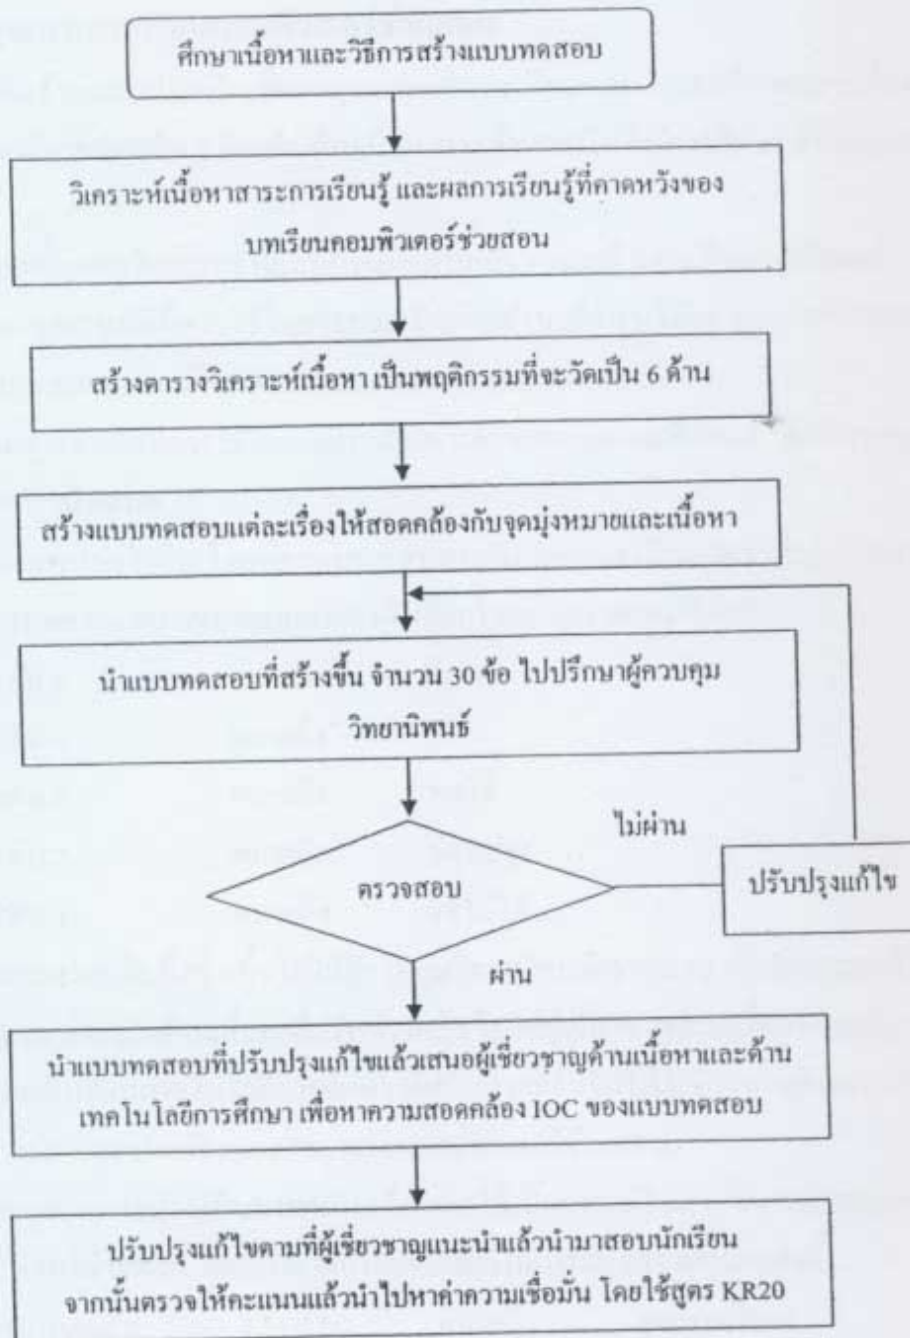 ศึกษาเนื้อหาและวิธีการสร้างแบบทดสอบ
วิเคราะห์เนื้อหาสาระการเรียนรู้ และผลการเรียนรู้ที่คาดหวังของ
บทเรียนคอมพิวเตอร์ช่วยสอน
สร้างตารางวิเคราะห์เนื้อหา เป็นพฤติกรรมที่จะวัดเป็น 6 ด้าน
สร้างแบบทดสอบแต่ละเรื่องให้สอดคล้องกับจุดมุ่งหมายและเนื้อหา
นำแบบทดสอบที่สร้างขึ้น จำนวน 30 ข้อ ไปปรึกษาผู้ควบคุม
วิทยานิพนธ์
ไม่ผ่าน
ตรวจสอบ
ปรับปรุงแก้ไข
ผ่าน
นำแบบทดสอบที่ปรับปรุงแก้ไขแล้วเสนอผู้เชี่ยวชาญด้านเนื้อหาและด้าน
เทคโนโลยีการศึกษา เพื่อหาความสอดคล้อง IOC ของแบบทดสอบ
ปรับปรุงแก้ไขตามที่ผู้เชี่ยวชาญแนะนำแล้วนำมาสอบนักเรียน
จากนั้นตรวจให้คะแนนแล้วนำไปหาค่าความเชื่อมั่น โดยใช้สูตร KR20